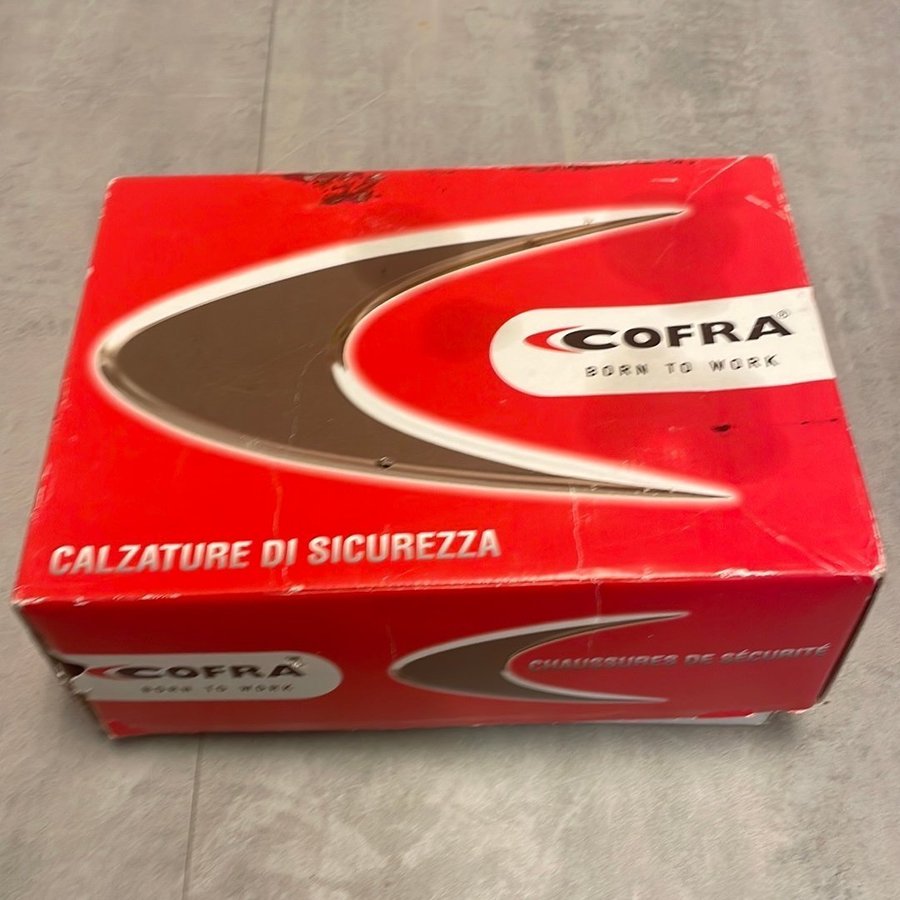 COFRA®
BORN TO WORK
CALZATURE DI SICUREZZA
COFRA
BORN TO WORK
CHAUSSURES DE SÉCURITÉ